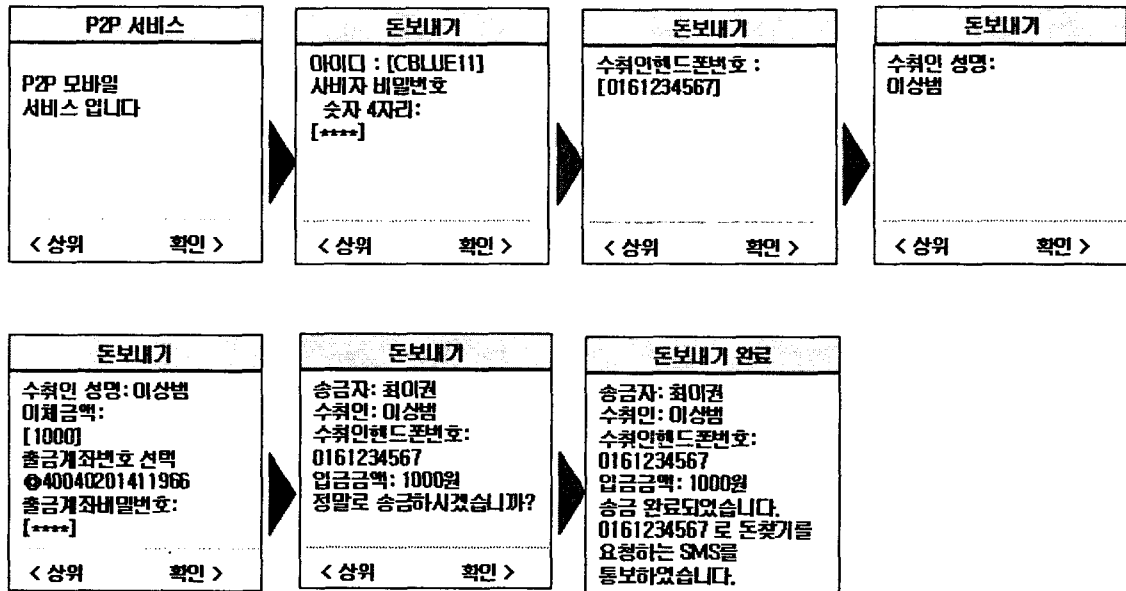 P2P 서비스
P2P 모바일
서비스 입니다
< 상위 확인 >
돈보내기
아이디 : [CBLUE11]
사비자 비밀번호
숫자 4자리:
[****]
< 상위 확인 >
돈보내기
수취인핸드폰번호 :
[0161234567]
< 상위 확인 >
돈보내기
수취인 성명:
이상범
< 상위 확인 >
돈보내기
수취인 성명: 이상범
이체금액:
[1000]
출금계좌번호 선택
◎40040201411966
출금계좌비밀번호:
[****]
< 상위 확인 >
돈보내기
송금자: 최이권
수취인: 이상범
수취인핸드폰번호:
0161234567
입금금액: 1000원
정말로 송금하시겠습니까?
< 상위 확인 >
돈보내기 완료
송금자: 최이권
수취인: 이상범
수취인핸드폰번호:
0161234567
입금금액: 1000원
송금 완료되었습니다.
0161234567 로 돈찾기를
요청하는 SMS를
통보하였습니다.